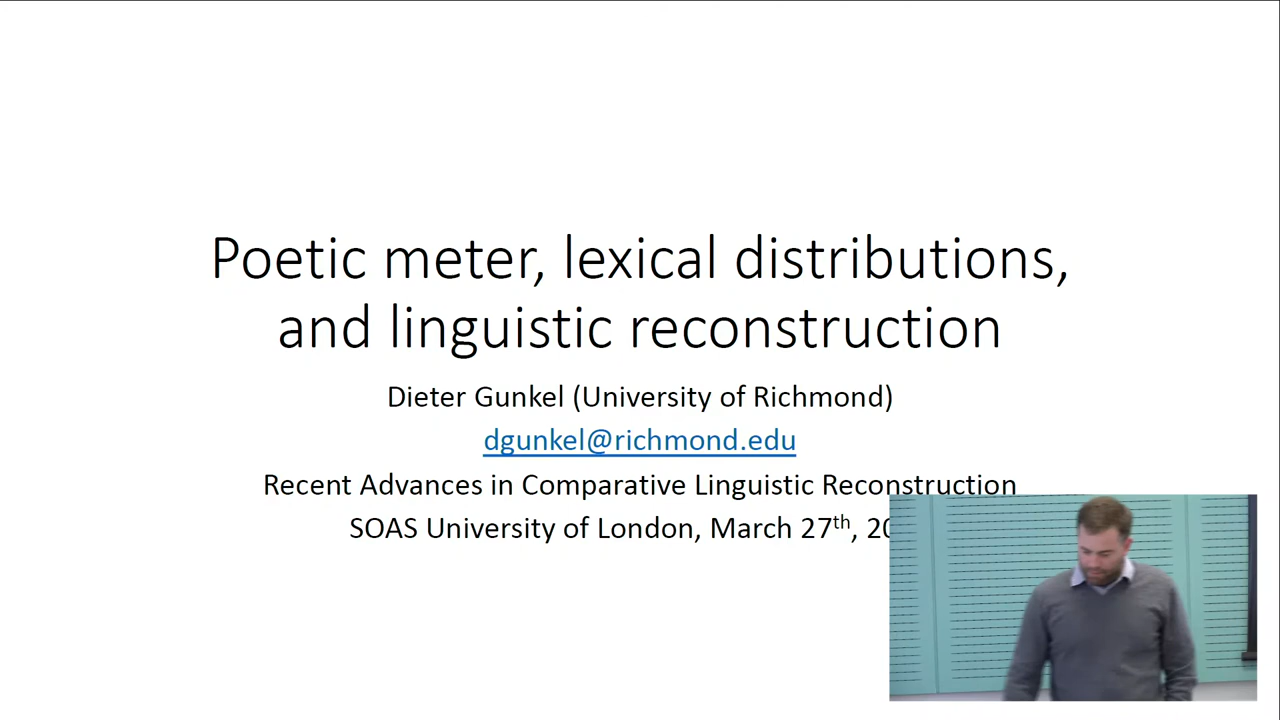 Poetic meter, lexical distributions,
and linguistic reconstruction
Dieter Gunkel (University of Richmond)
dgunkel@richmond.edu
Recent Advances in Comparative Linguistic Reconstruction
SOAS University of London, March 27th,